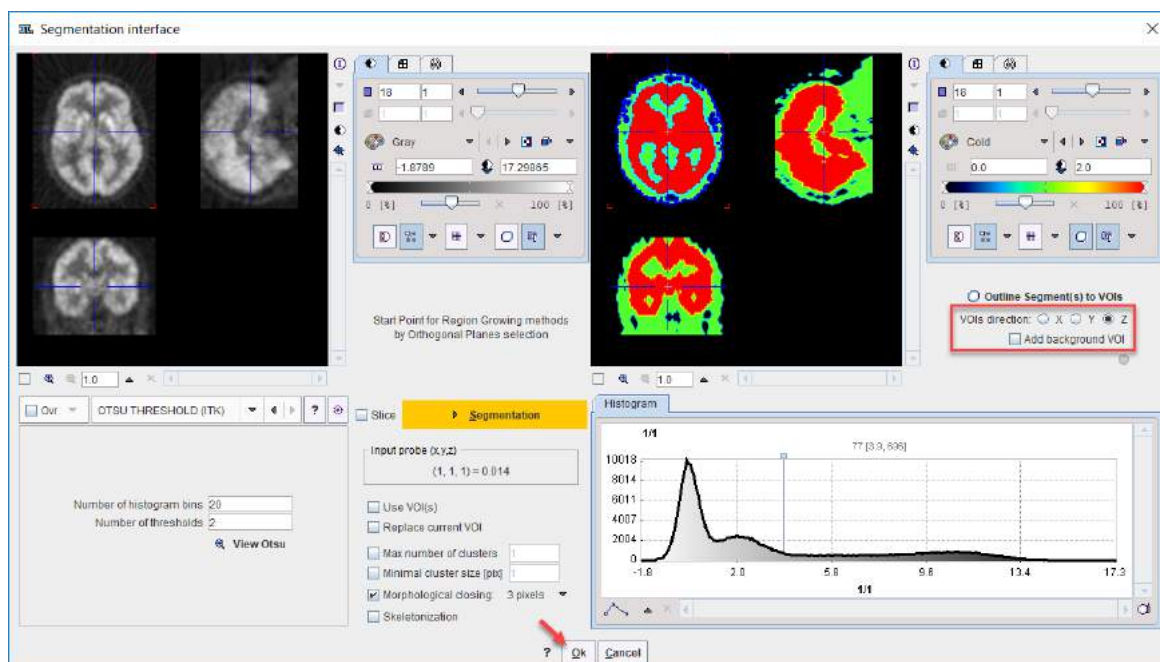 Segmentation interface
18 1
1 1
Gray
-1.8789 17.29865
0 [%] 100 [%]
Start Point for Region Growing methods
by Orthogonal Planes selection
18 1
1 1
Cold
0.0 2.0
0 [%] 100 [%]
Outline Segment(s) to VOIs
VOIs direction: X Y Z
Add background VOI
1.0
1.0
Ovr OTSU THRESHOLD (ITK) ?
Number of histogram bins 20
Number of thresholds 2
View Otsu
Slice Segmentation
Input probe (x,y,z)
(1, 1, 1) = 0.014
Use VOI(s)
Replace current VOI
Max number of clusters 1
Minimal cluster size [pix] 1
Morphological closing: 3 pixels
Skeletonization
Histogram
1/1
77 [3.9, 696]
10018
8014
6011
4007
2004
0
-1.8 2.0 5.8 9.6 13.4 17.3
1/1
? Ok Cancel